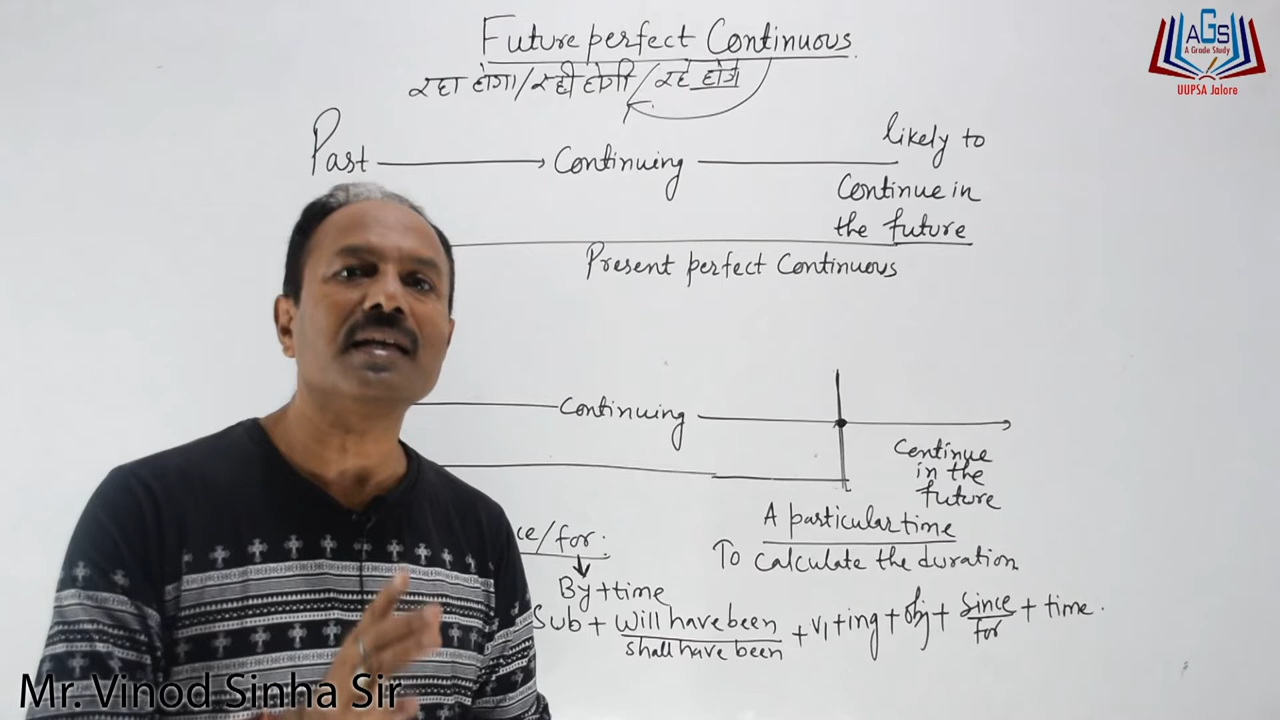 Future perfect Continuous.
रहा होगा/रही होगी/रहे होंगे
Past → Continuing — likely to
Continue in
the future
Present perfect Continuous
Continuing
Continue
in the
future
A particular time
To calculate the duration
ce/for.
By+time
Sub + will have been + V1+ing + obj + since + time.
shall have been
for
AGS
A Grade Study
UUPSA Jalore
Mr. Vinod Sinha Sir